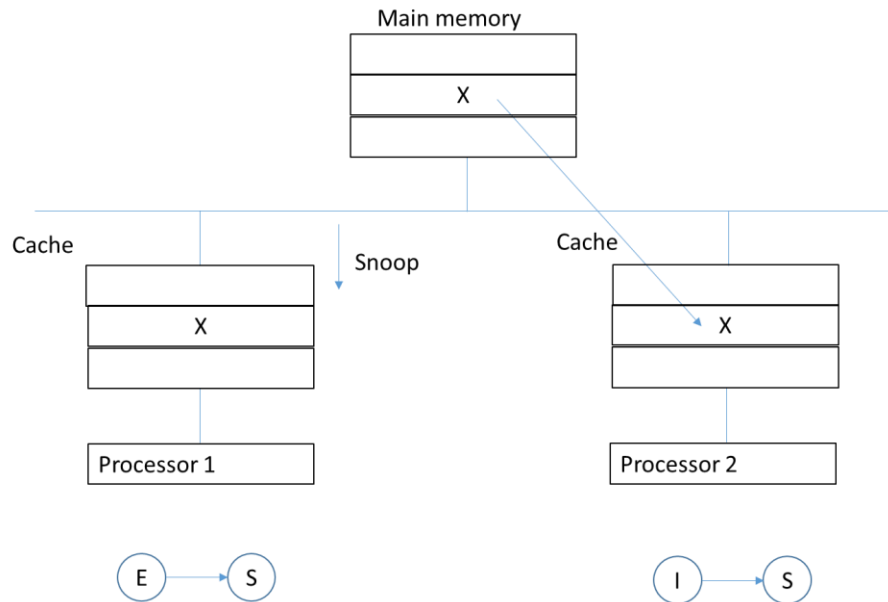 Main memory
X
Cache
Snoop
Cache
X
X
Processor 1
Processor 2
E
S
I
S